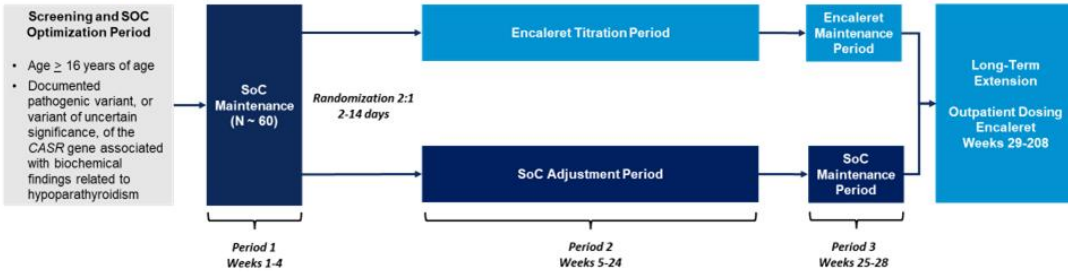 Screening and SOC
Optimization Period
• Age ≥ 16 years of age
• Documented
pathogenic variant, or
variant of uncertain
significance, of the
CASR gene associated
with biochemical
findings related to
hypoparathyroidism
SoC
Maintenance
(N ~ 60)
Randomization 2:1
2-14 days
Encaleret Titration Period
SoC Adjustment Period
Encaleret
Maintenance
Period
SoC
Maintenance
Period
Long-Term
Extension
Outpatient Dosing
Encaleret
Weeks 29-208
Period 1
Weeks 1-4
Period 2
Weeks 5-24
Period 3
Weeks 25-28